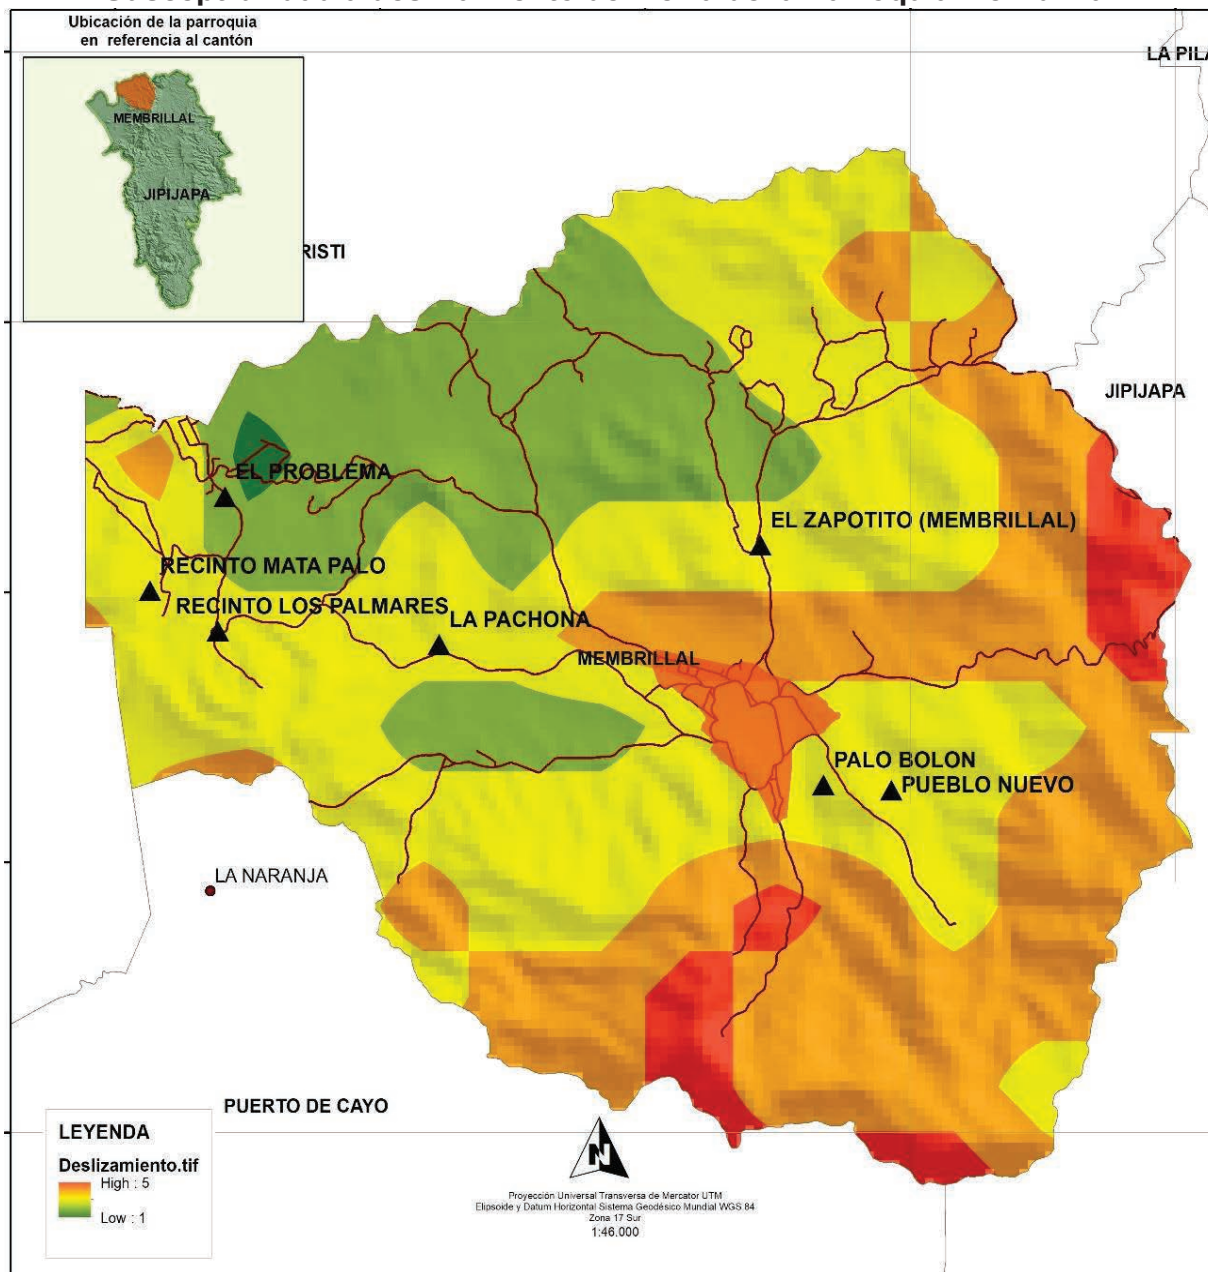 Ubicación de la parroquia
en referencia al cantón
MEMBRILLAL
JIPIJAPA
LA PILA
RISTI
JIPIJAPA
EL PROBLEMA
EL ZAPOTITO (MEMBRILLAL)
RECINTO MATA PALO
RECINTO LOS PALMARES
LA PACHONA
MEMBRILLAL
PALO BOLON
PUEBLO NUEVO
LA NARANJA
PUERTO DE CAYO
LEYENDA
Deslizamiento.tif
High : 5
Low : 1
N
Proyección Universal Transversa de Mercator UTM
Elipsoide y Datum Horizontal Sistema Geodésico Mundial WGS 84
Zona 17 Sur
1:46.000